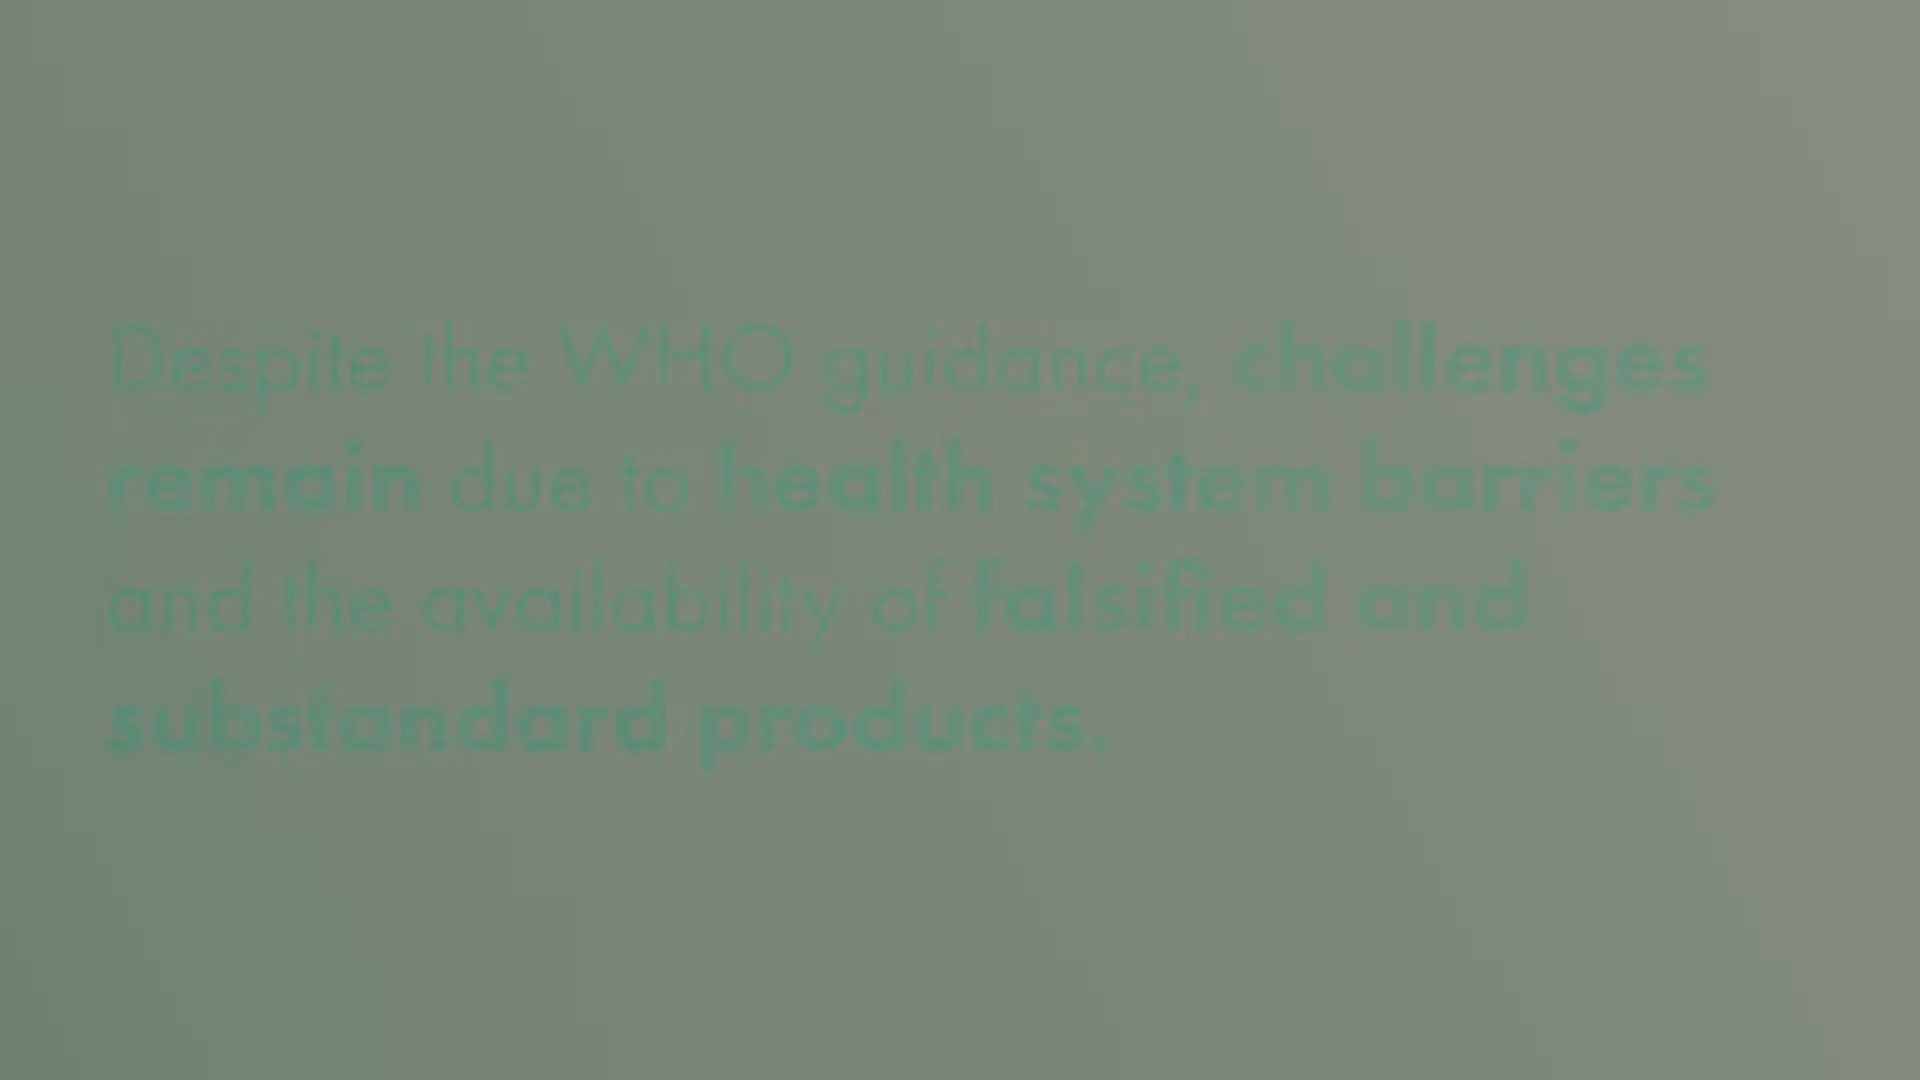 Despite the WHO guidance, challenges
remain due to health system barriers
and the availability of falsified and
substandard products.